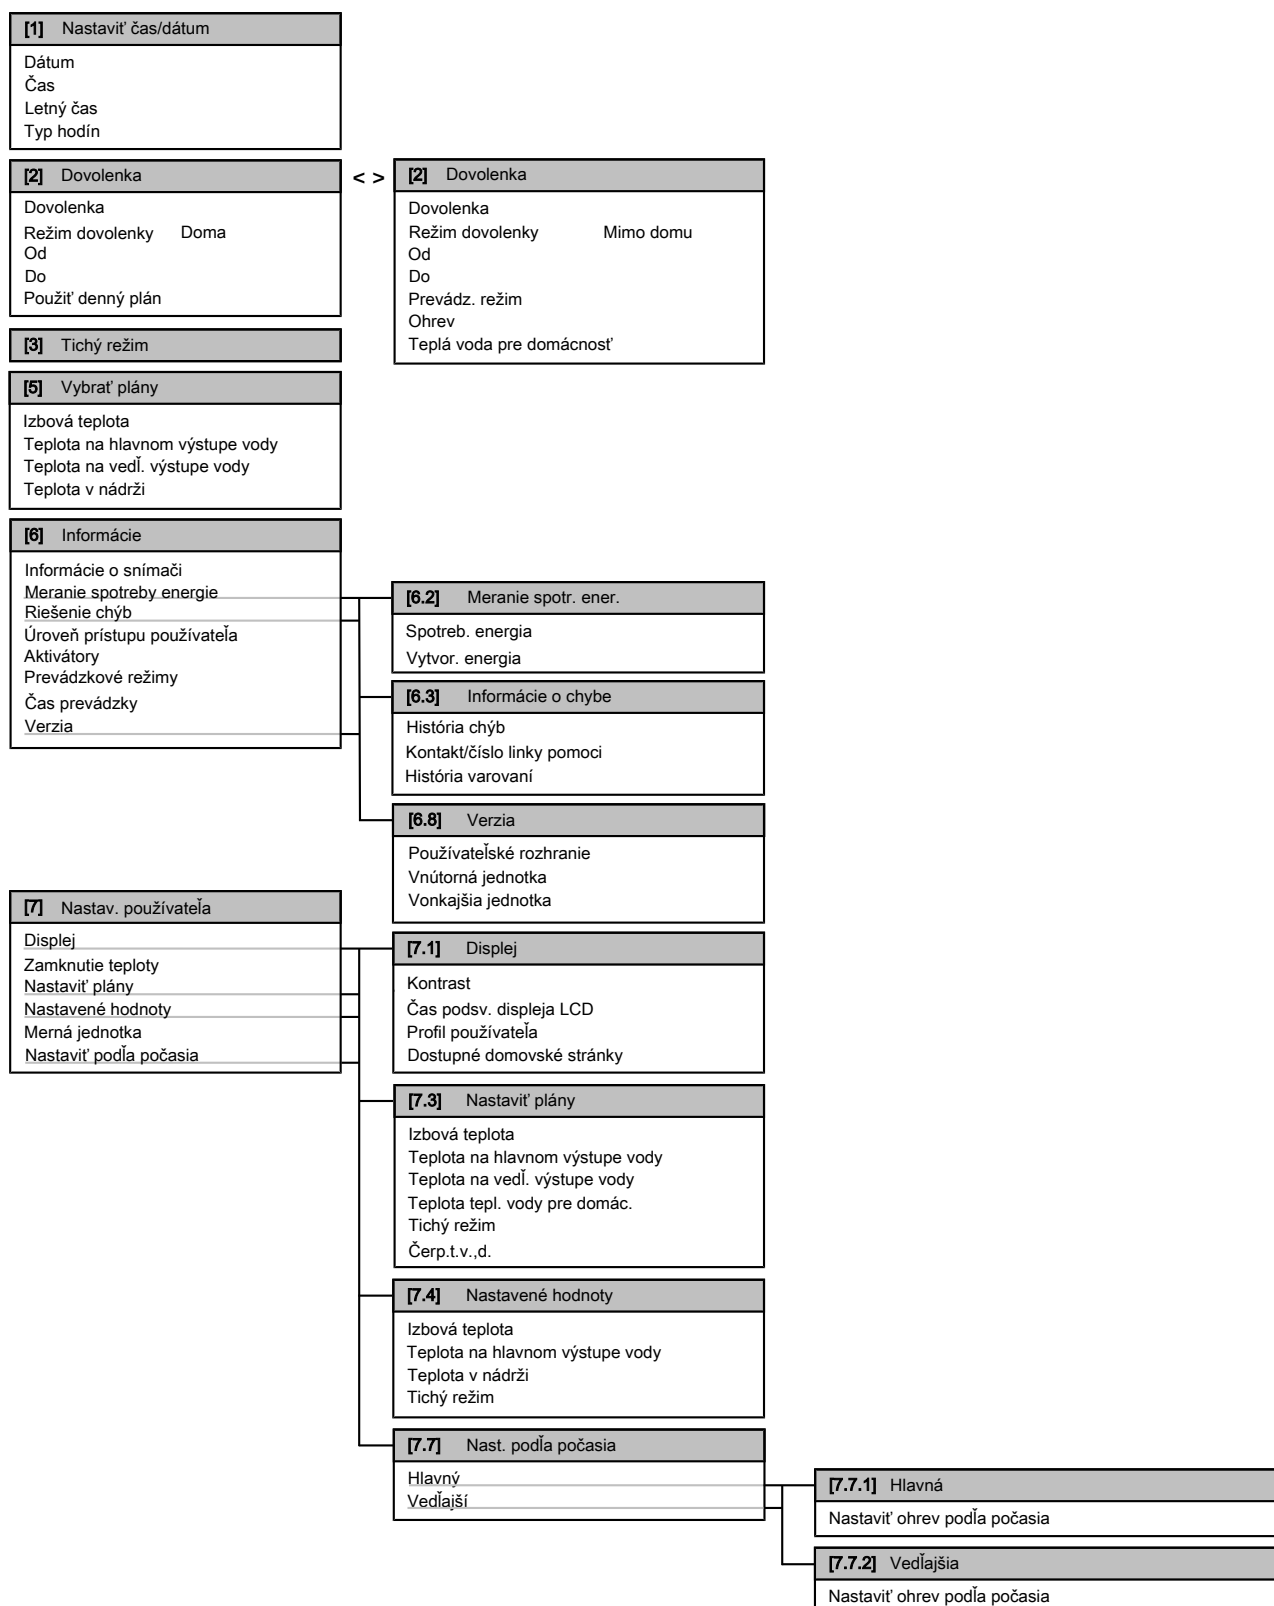 [1] Nastaviť čas/dátum
Dátum
Čas
Letný čas
Typ hodín
[2] Dovolenka
Dovolenka
Režim dovolenky Doma
Od
Do
Použiť denný plán
< >
[2] Dovolenka
Dovolenka
Režim dovolenky Mimo domu
Od
Do
Prevádz. režim
Ohrev
Teplá voda pre domácnosť
[3] Tichý režim
[5] Vybrať plány
Izbová teplota
Teplota na hlavnom výstupe vody
Teplota na vedľ. výstupe vody
Teplota v nádrži
[6] Informácie
Informácie o snímači
Meranie spotreby energie
Riešenie chýb
Úroveň prístupu používateľa
Aktivátory
Prevádzkové režimy
Čas prevádzky
Verzia
[6.2] Meranie spotr. ener.
Spotreb. energia
Vytvor. energia
[6.3] Informácie o chybe
História chýb
Kontakt/číslo linky pomoci
História varovaní
[6.8] Verzia
Používateľské rozhranie
Vnútorná jednotka
Vonkajšia jednotka
[7] Nastav. používateľa
Displej
Zamknutie teploty
Nastaviť plány
Nastavené hodnoty
Merná jednotka
Nastaviť podľa počasia
[7.1] Displej
Kontrast
Čas podsv. displeja LCD
Profil používateľa
Dostupné domovské stránky
[7.3] Nastaviť plány
Izbová teplota
Teplota na hlavnom výstupe vody
Teplota na vedľ. výstupe vody
Teplota tepl. vody pre domác.
Tichý režim
Čerp.t.v.,d.
[7.4] Nastavené hodnoty
Izbová teplota
Teplota na hlavnom výstupe vody
Teplota v nádrži
Tichý režim
[7.7] Nast. podľa počasia
Hlavný
Vedľajší
[7.7.1] Hlavná
Nastaviť ohrev podľa počasia
[7.7.2] Vedľajšia
Nastaviť ohrev podľa počasia